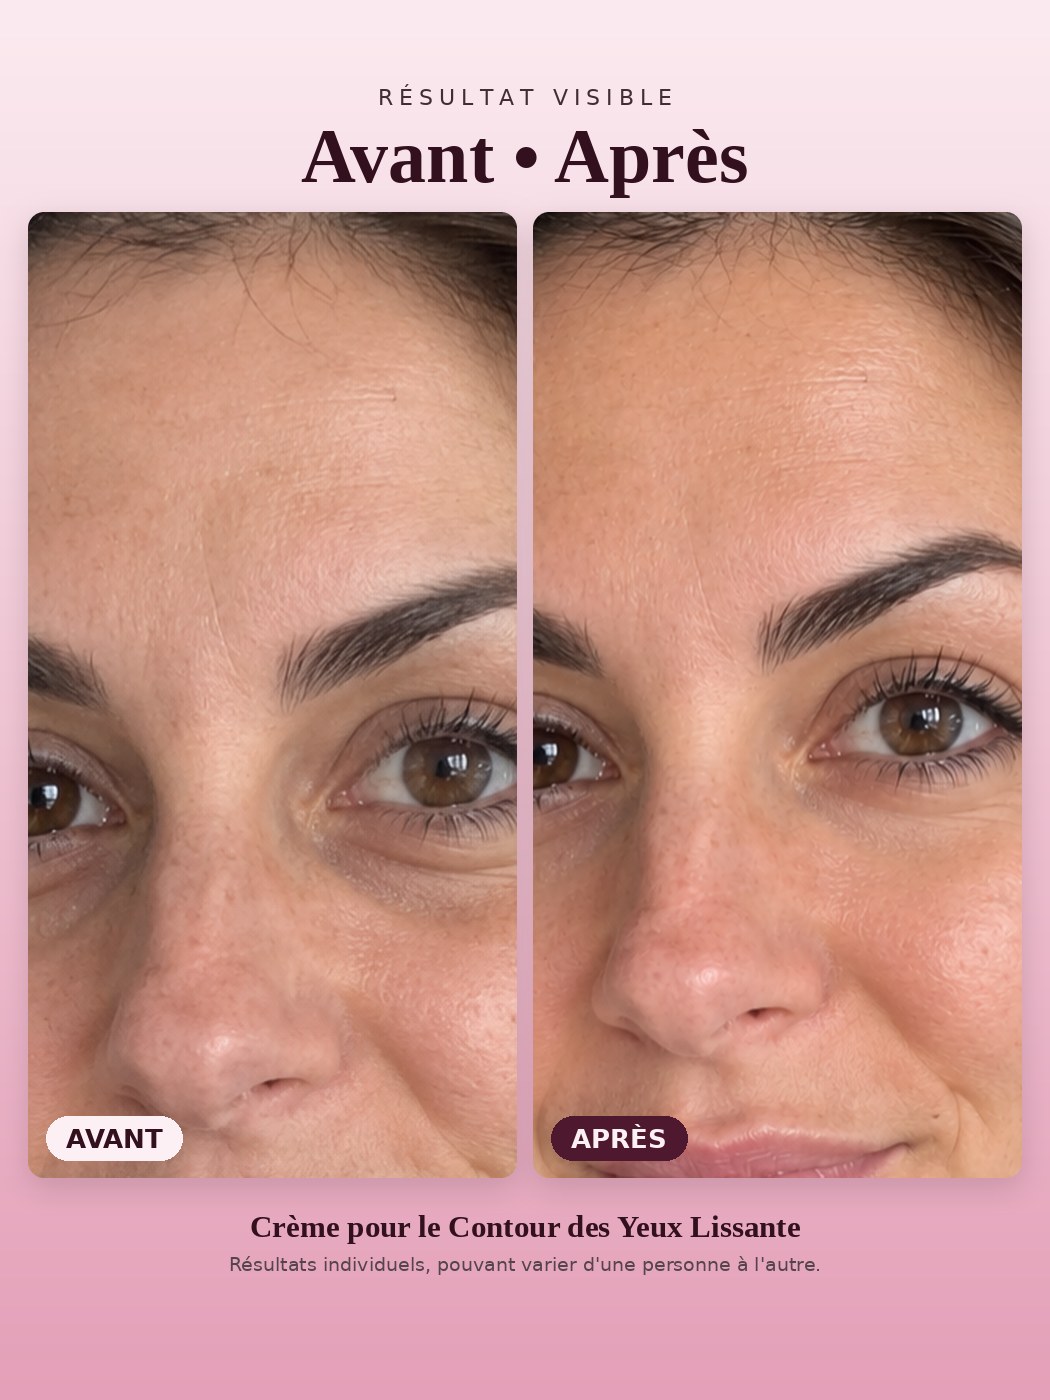 RÉSULTAT VISIBLE
Avant • Après
AVANT
APRÈS
Crème pour le Contour des Yeux Lissante
Résultats individuels, pouvant varier d'une personne à l'autre.